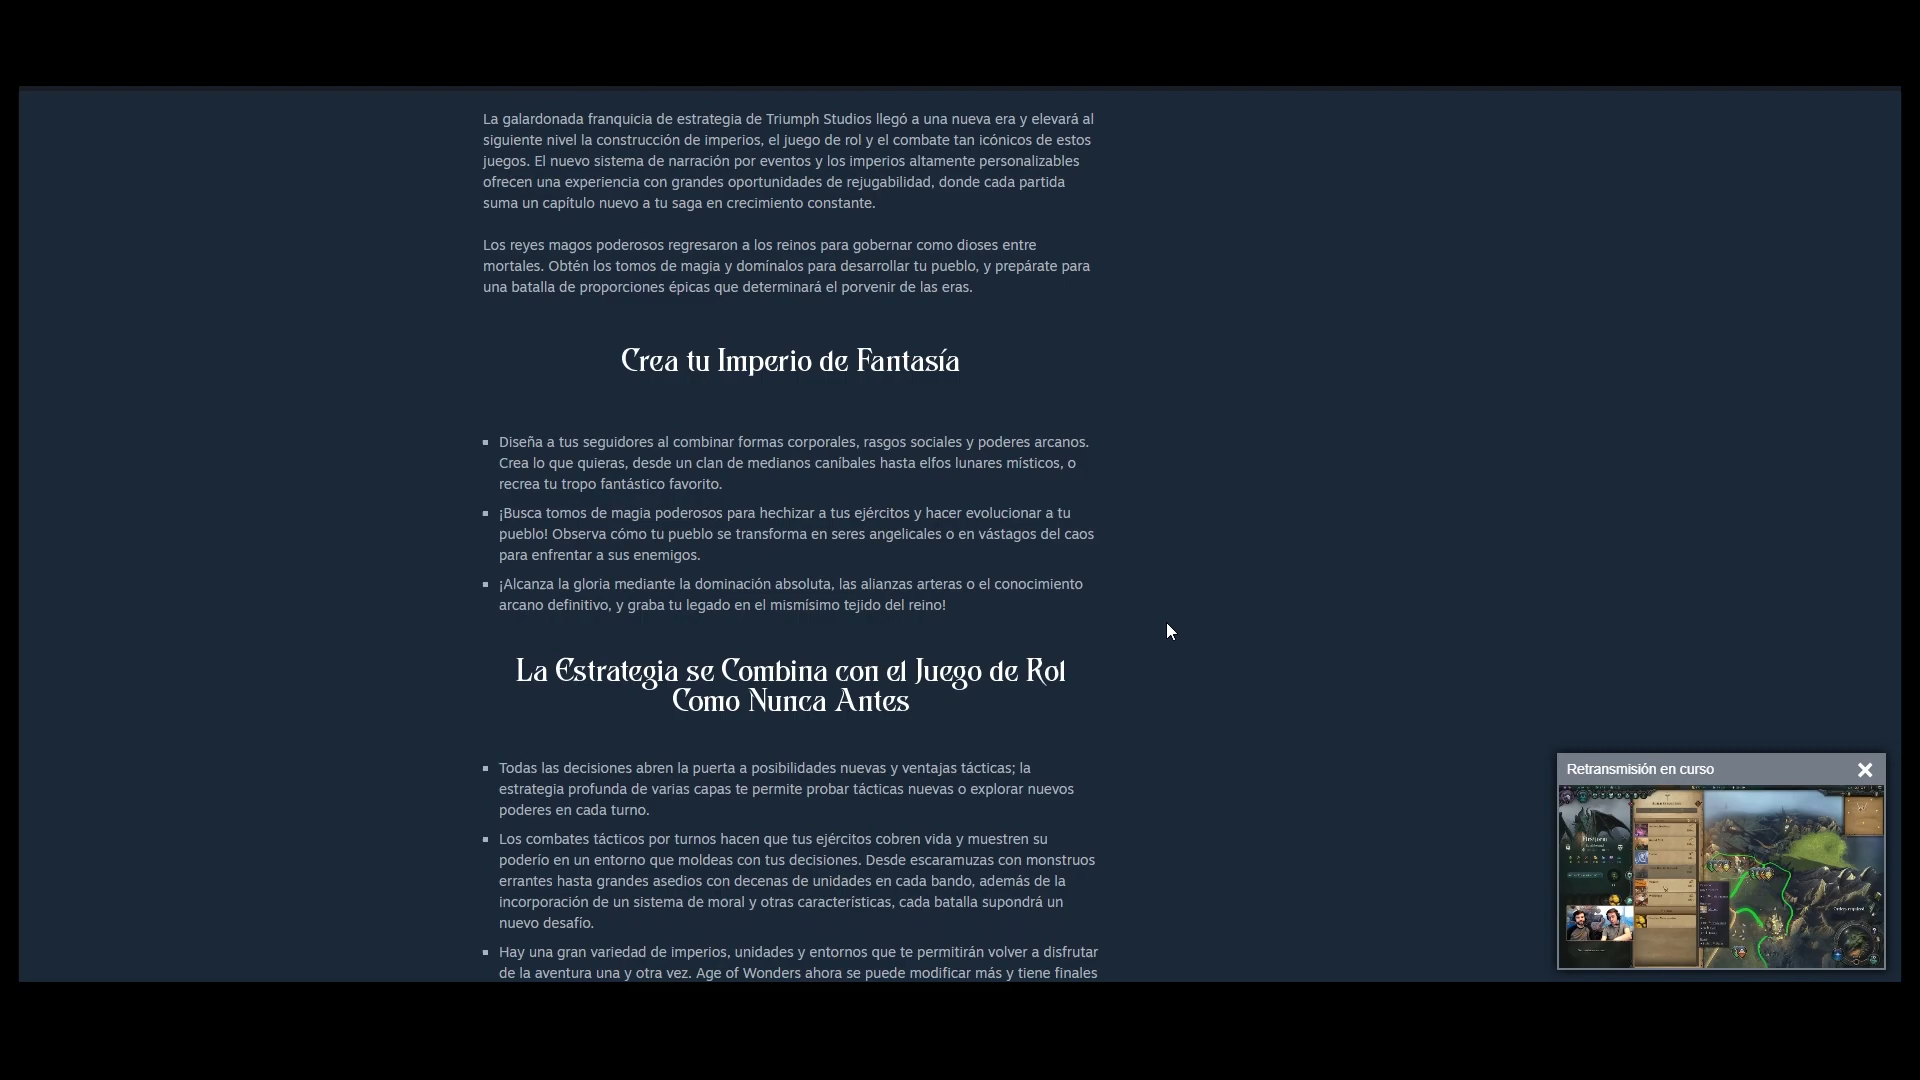 La galardonada franquicia de estrategia de Triumph Studios llegó a una nueva era y elevará al
siguiente nivel la construcción de imperios, el juego de rol y el combate tan icónicos de estos
juegos. El nuevo sistema de narración por eventos y los imperios altamente personalizables
ofrecen una experiencia con grandes oportunidades de rejugabilidad, donde cada partida
suma un capítulo nuevo a tu saga en crecimiento constante.
Los reyes magos poderosos regresaron a los reinos para gobernar como dioses entre
mortales. Obtén los tomos de magia y domínalos para desarrollar tu pueblo, y prepárate para
una batalla de proporciones épicas que determinará el porvenir de las eras.
Crea tu Imperio de Fantasía
Diseña a tus seguidores al combinar formas corporales, rasgos sociales y poderes arcanos.
Crea lo que quieras, desde un clan de medianos caníbales hasta elfos lunares místicos, o
recrea tu tropo fantástico favorito.
¡Busca tomos de magia poderosos para hechizar a tus ejércitos y hacer evolucionar a tu
pueblo! Observa cómo tu pueblo se transforma en seres angelicales o en vástagos del caos
para enfrentar a sus enemigos.
¡Alcanza la gloria mediante la dominación absoluta, las alianzas arteras o el conocimiento
arcano definitivo, y graba tu legado en el mismísimo tejido del reino!
La Estrategia se Combina con el Juego de Rol
Como Nunca Antes
Todas las decisiones abren la puerta a posibilidades nuevas y ventajas tácticas; la
estrategia profunda de varias capas te permite probar tácticas nuevas o explorar nuevos
poderes en cada turno.
Los combates tácticos por turnos hacen que tus ejércitos cobren vida y muestren su
poderío en un entorno que moldeas con tus decisiones. Desde escaramuzas con monstruos
errantes hasta grandes asedios con decenas de unidades en cada bando, además de la
incorporación de un sistema de moral y otras características, cada batalla supondrá un
nuevo desafío.
Hay una gran variedad de imperios, unidades y entornos que te permitirán volver a disfrutar
de la aventura una y otra vez. Age of Wonders ahora se puede modificar más y tiene finales
Retransmisión en curso